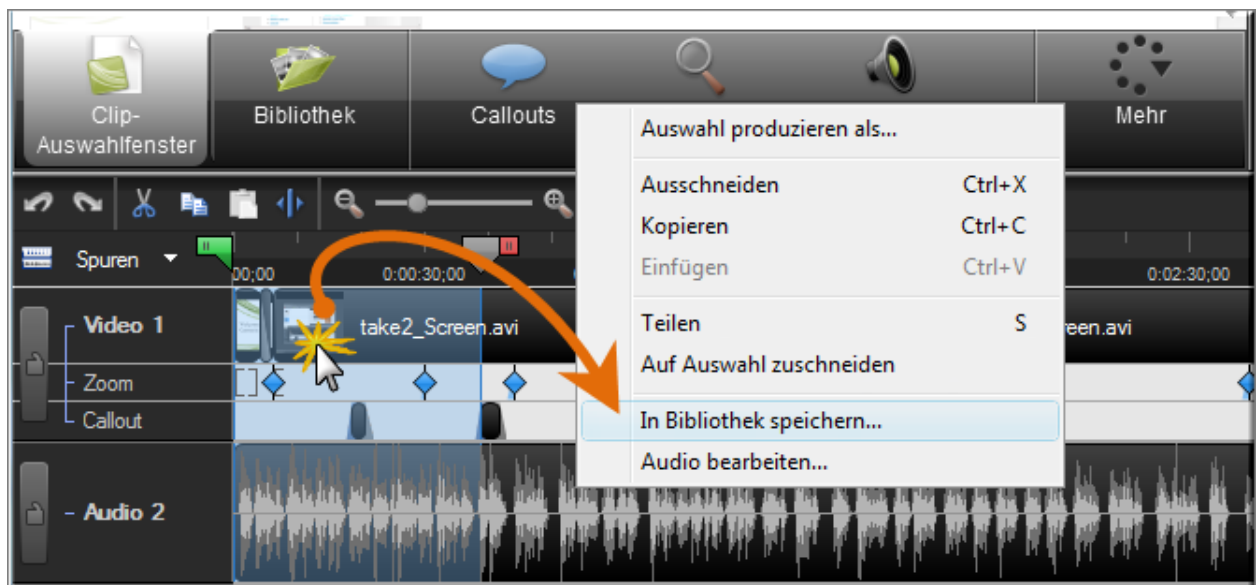 Clip-
Auswahlfenster
Bibliothek
Callouts
Mehr
Auswahl produzieren als...
Ausschneiden Ctrl+X
Kopieren Ctrl+C
Einfügen Ctrl+V
Teilen S
Auf Auswahl zuschneiden
In Bibliothek speichern...
Audio bearbeiten...
Spuren
00;00 0:00:30;00 0:02:30;00
Video 1 take2_Screen.avi reen.avi
Zoom
Callout
Audio 2